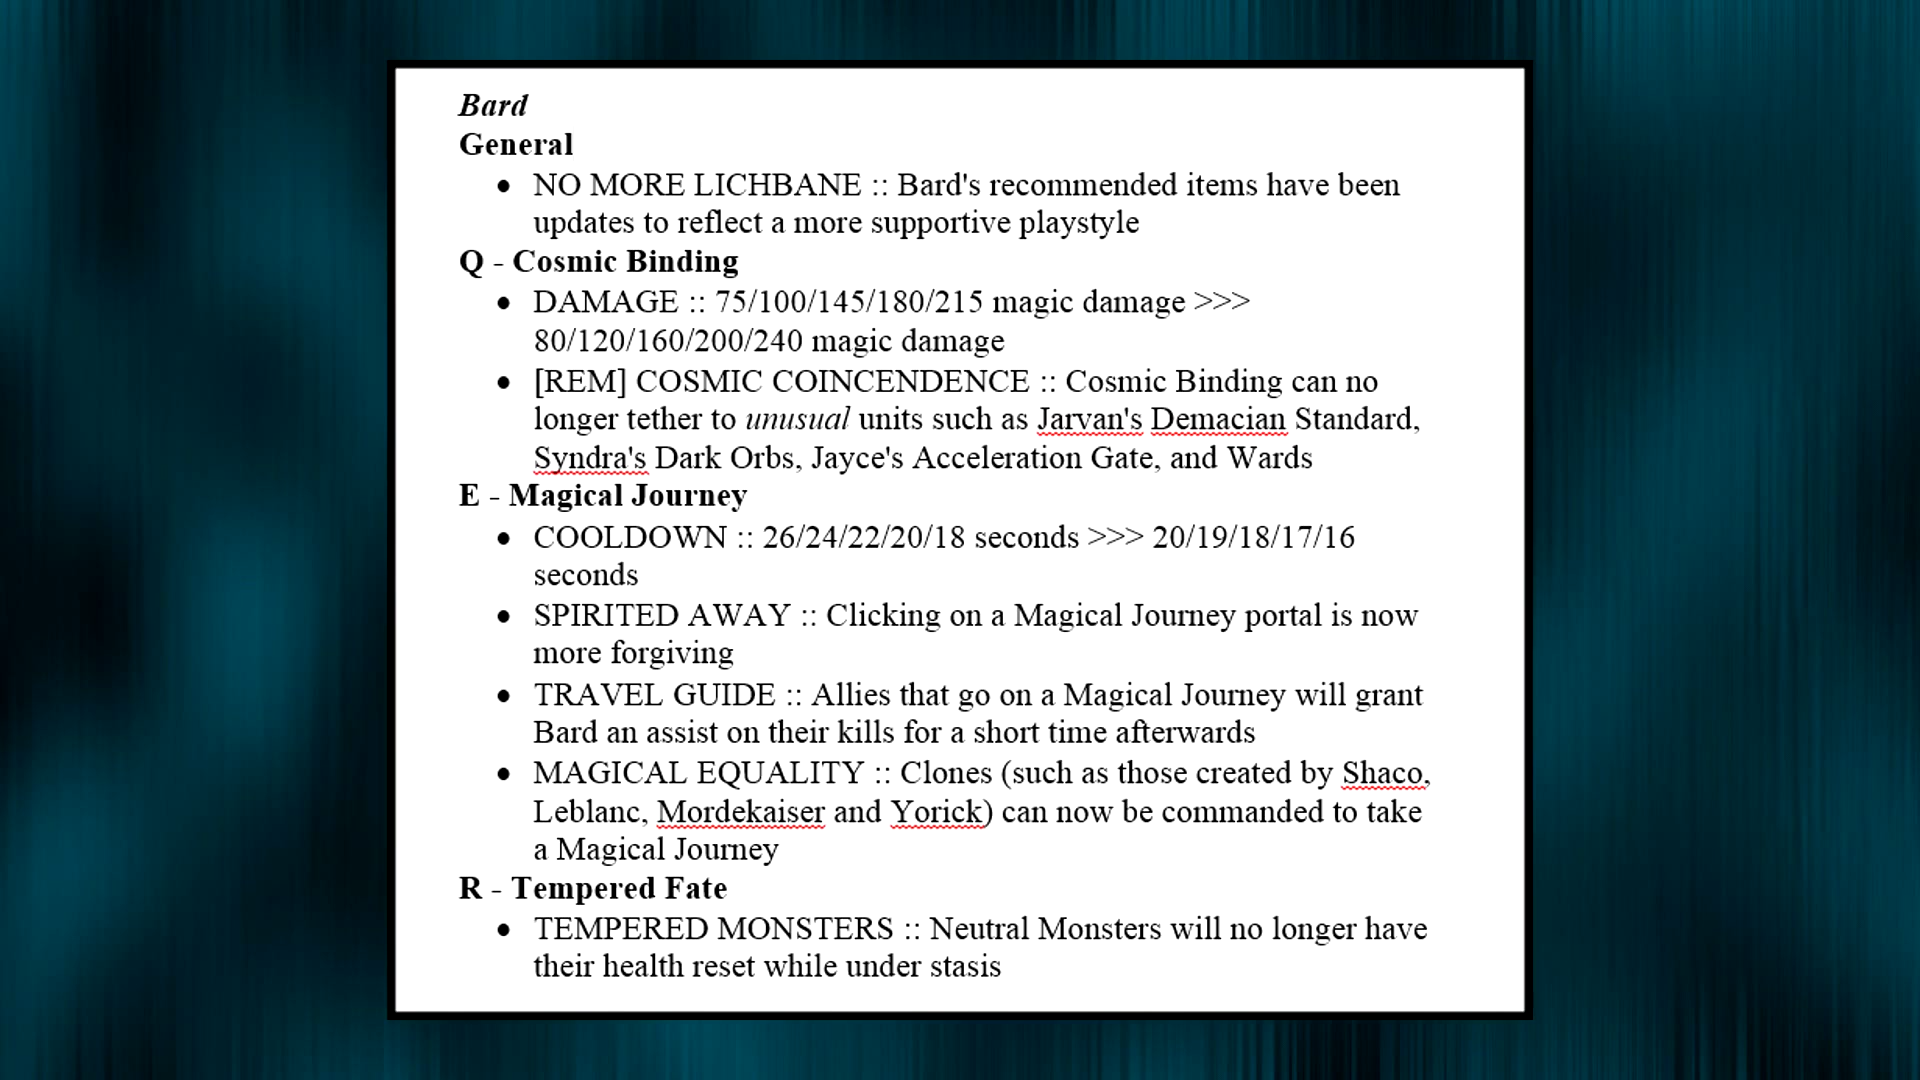 Bard
General
• NO MORE LICHBANE :: Bard's recommended items have been
updates to reflect a more supportive playstyle
Q - Cosmic Binding
• DAMAGE :: 75/100/145/180/215 magic damage >>>
80/120/160/200/240 magic damage
• [REM] COSMIC COINCENDENCE :: Cosmic Binding can no
longer tether to unusual units such as Jarvan's Demacian Standard,
Syndra's Dark Orbs, Jayce's Acceleration Gate, and Wards
E - Magical Journey
• COOLDOWN :: 26/24/22/20/18 seconds >>> 20/19/18/17/16
seconds
• SPIRITED AWAY :: Clicking on a Magical Journey portal is now
more forgiving
• TRAVEL GUIDE :: Allies that go on a Magical Journey will grant
Bard an assist on their kills for a short time afterwards
• MAGICAL EQUALITY :: Clones (such as those created by Shaco,
Leblanc, Mordekaiser and Yorick) can now be commanded to take
a Magical Journey
R - Tempered Fate
• TEMPERED MONSTERS :: Neutral Monsters will no longer have
their health reset while under stasis